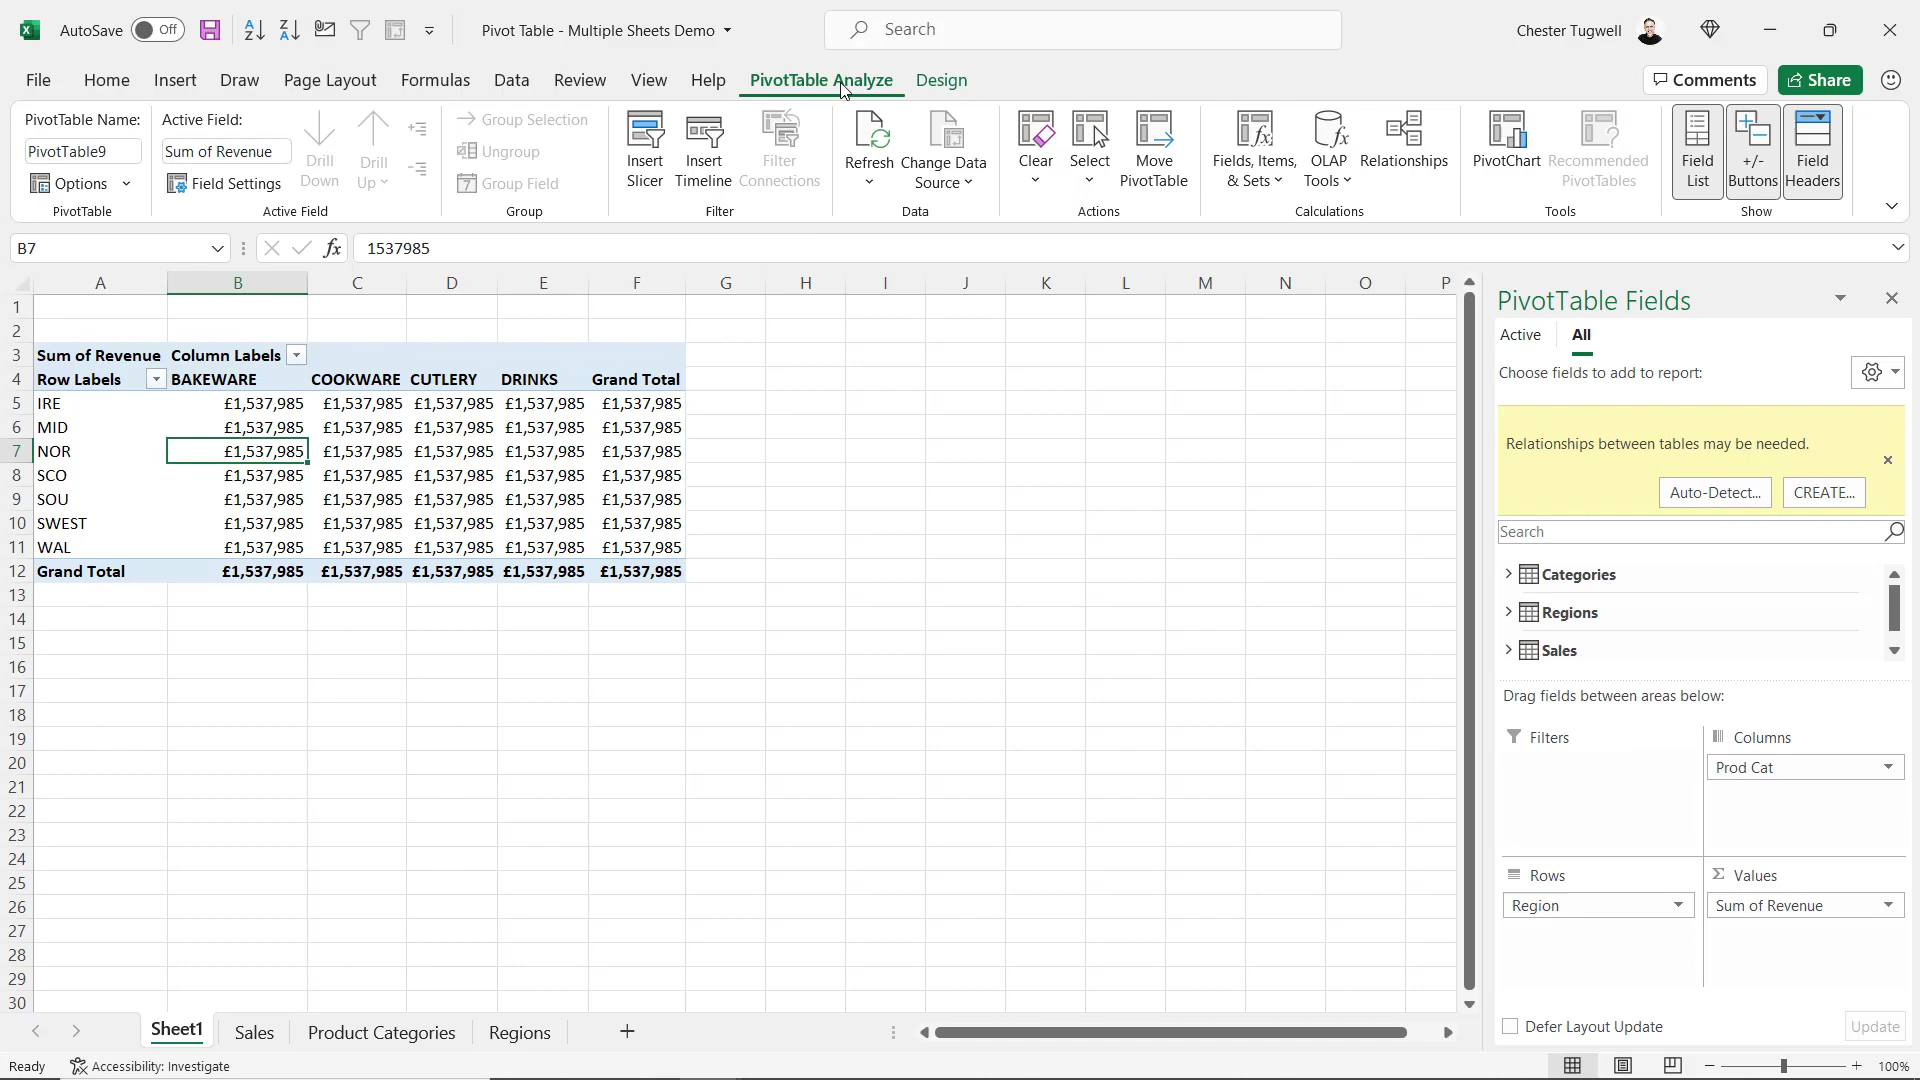 AutoSave Off Pivot Table - Multiple Sheets Demo Search Chester Tugwell
File Home Insert Draw Page Layout Formulas Data Review View Help PivotTable Analyze Design Comments Share
PivotTable Name:
PivotTable9
Options
PivotTable
Active Field:
Sum of Revenue
Field Settings
Drill Down
Drill Up
Active Field
Group Selection
Ungroup
Group Field
Group
Insert Slicer
Insert Timeline
Filter Connections
Filter
Refresh
Change Data Source
Data
Clear
Select
Move PivotTable
Actions
Fields, Items, & Sets
OLAP Tools
Relationships
Calculations
PivotChart
Recommended PivotTables
Tools
Field List
+/- Buttons
Field Headers
Show
B7 fx 1537985
A B C D E F G H I J K L M N O P
1
2
3 Sum of Revenue Column Labels
4 Row Labels BAKEWARE COOKWARE CUTLERY DRINKS Grand Total
5 IRE £1,537,985 £1,537,985 £1,537,985 £1,537,985 £1,537,985
6 MID £1,537,985 £1,537,985 £1,537,985 £1,537,985 £1,537,985
7 NOR £1,537,985 £1,537,985 £1,537,985 £1,537,985 £1,537,985
8 SCO £1,537,985 £1,537,985 £1,537,985 £1,537,985 £1,537,985
9 SOU £1,537,985 £1,537,985 £1,537,985 £1,537,985 £1,537,985
10 SWEST £1,537,985 £1,537,985 £1,537,985 £1,537,985 £1,537,985
11 WAL £1,537,985 £1,537,985 £1,537,985 £1,537,985 £1,537,985
12 Grand Total £1,537,985 £1,537,985 £1,537,985 £1,537,985 £1,537,985
13
14
15
16
17
18
19
20
21
22
23
24
25
26
27
28
29
30
PivotTable Fields
Active All
Choose fields to add to report:
Relationships between tables may be needed.
Auto-Detect... CREATE...
Search
Categories
Regions
Sales
Drag fields between areas below:
Filters
Columns
Prod Cat
Rows
Region
Values
Sum of Revenue
Defer Layout Update Update
Sheet1 Sales Product Categories Regions
Ready Accessibility: Investigate 100%